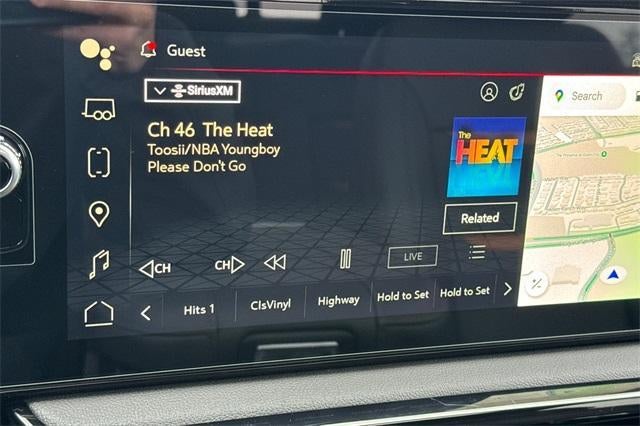 Guest
SiriusXM
Search
Ch 46 The Heat
Toosii/NBA Youngboy
Please Don't Go
The
HEAT
Related
CH
CH
LIVE
Hits 1
ClsVinyl
Highway
Hold to Set
Hold to Set